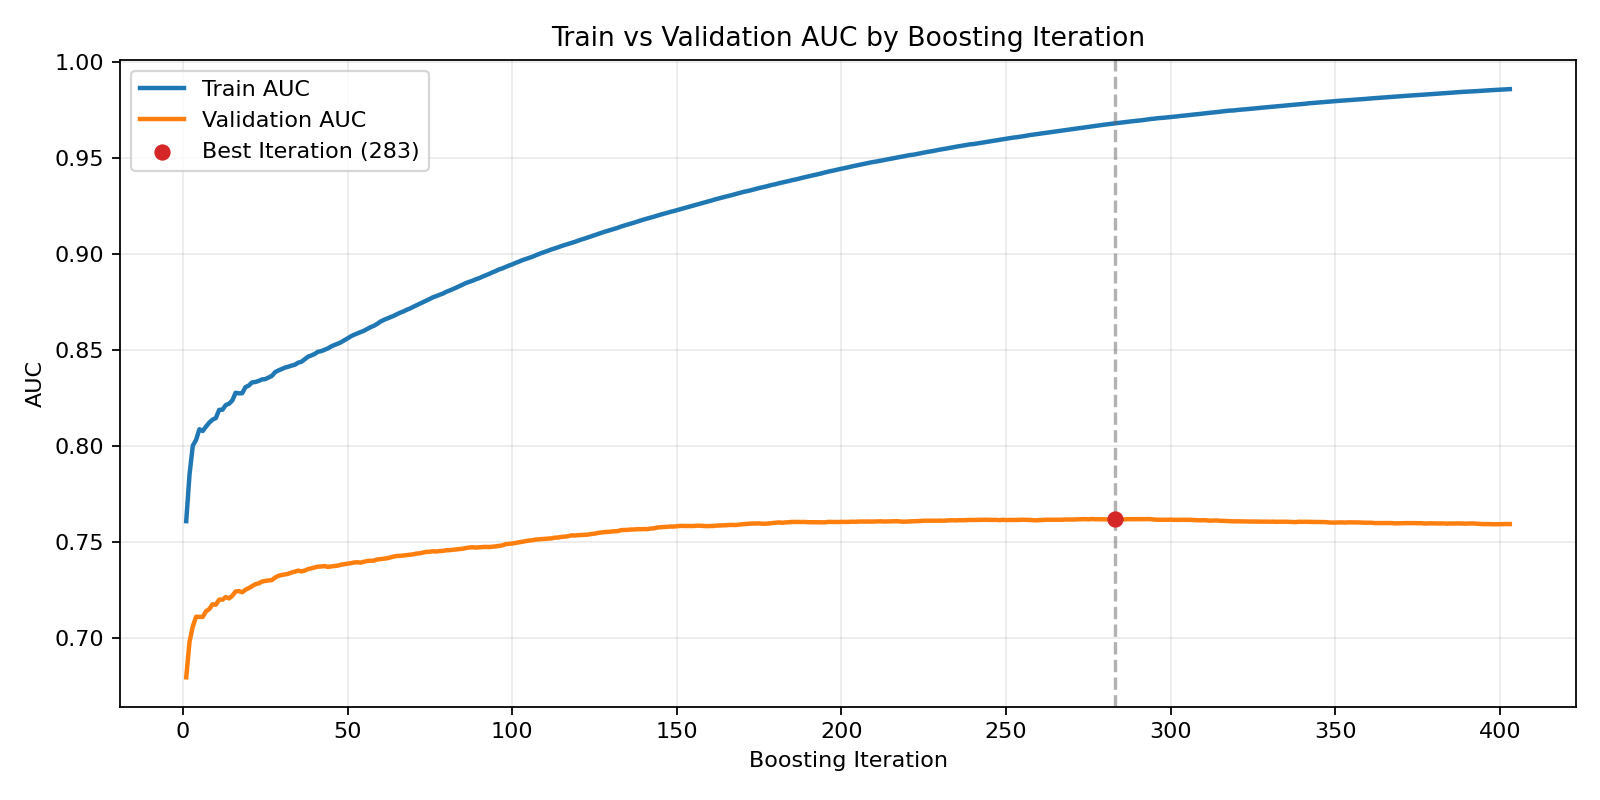 Train vs Validation AUC by Boosting Iteration
Train AUC
Validation AUC
Best Iteration (283)
AUC
1.00
0.95
0.90
0.85
0.80
0.75
0.70
0 50 100 150 200 250 300 350 400
Boosting Iteration